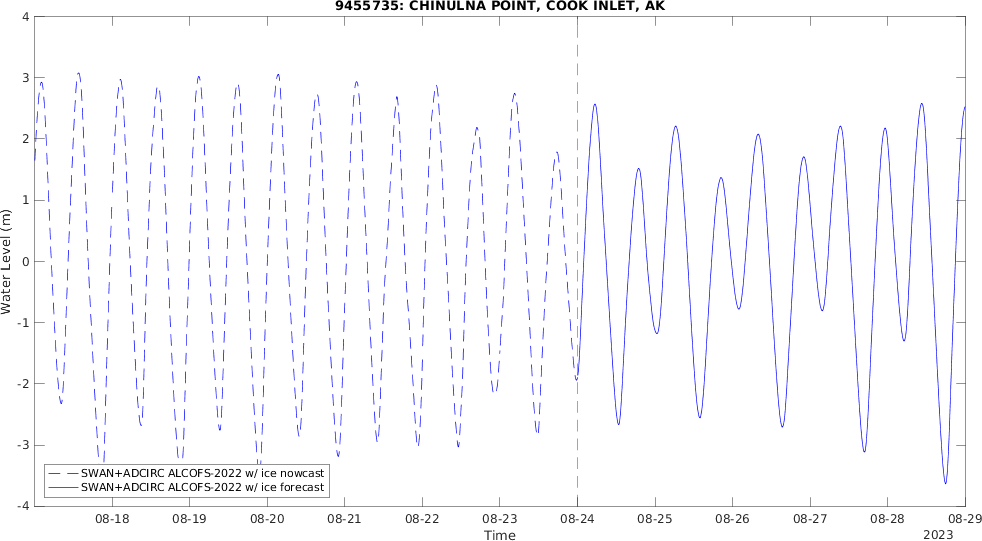 9455735: CHINULNA POINT, COOK INLET, AK
4
3
2
1
0
-1
-2
-3
-4
Water Level (m)
SWAN+ADCIRC ALCOFS-2022 w/ ice nowcast
SWAN+ADCIRC ALCOFS-2022 w/ ice forecast
08-18 08-19 08-20 08-21 08-22 08-23 08-24 08-25 08-26 08-27 08-28 08-29
Time
2023